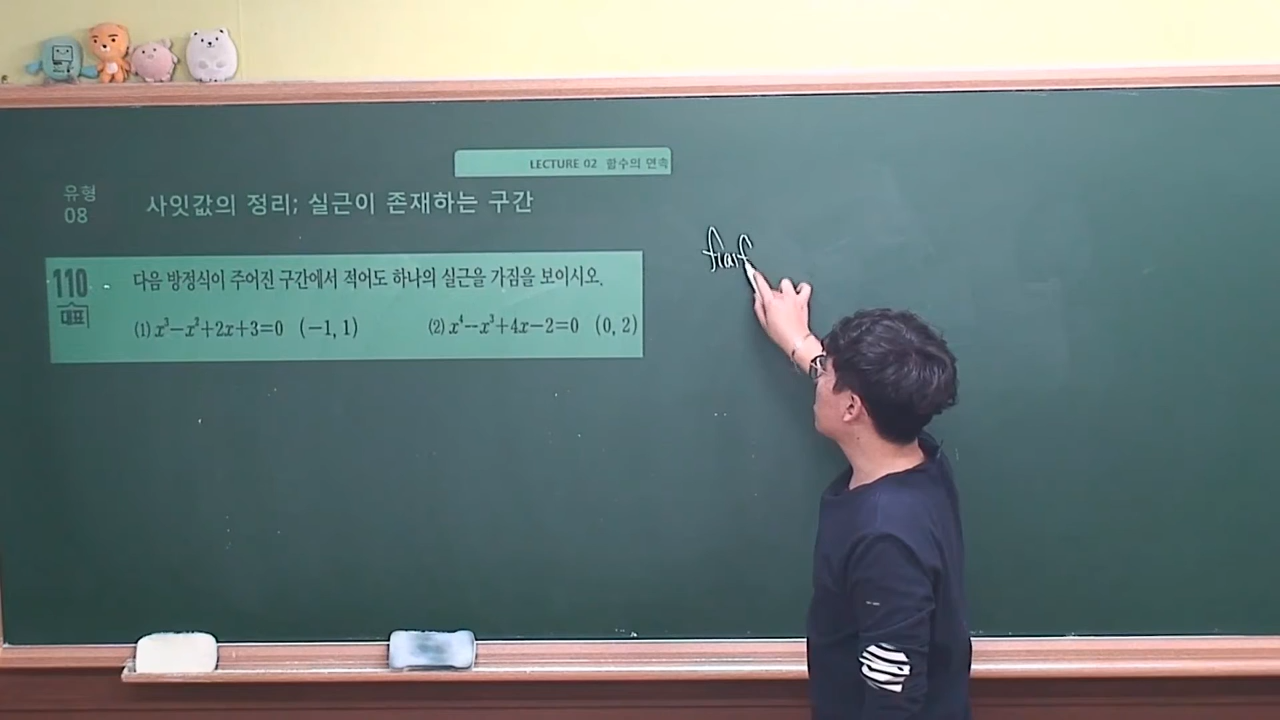 LECTURE 02 함수의 연속
유형 08
사잇값의 정리; 실근이 존재하는 구간
110 대표
다음 방정식이 주어진 구간에서 적어도 하나의 실근을 가짐을 보이시오.
(1) x³−x²+2x+3=0 (−1, 1)
(2) x⁴−x³+4x−2=0 (0, 2)
f(a)f